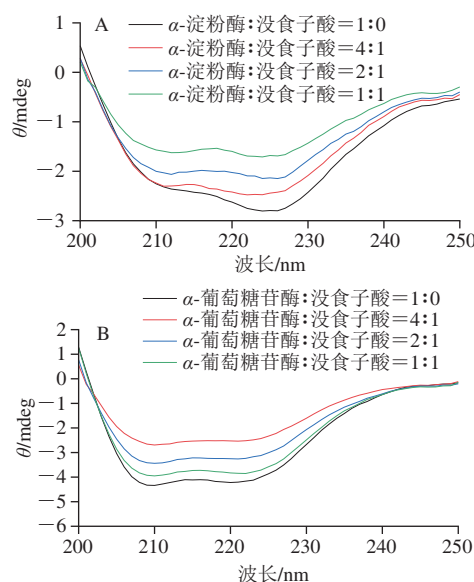 A
α-淀粉酶∶没食子酸＝1∶0
α-淀粉酶∶没食子酸＝4∶1
α-淀粉酶∶没食子酸＝2∶1
α-淀粉酶∶没食子酸＝1∶1
θ/mdeg
1
0
−1
−2
−3
200 210 220 230 240 250
波长/nm
B
α-葡萄糖苷酶∶没食子酸＝1∶0
α-葡萄糖苷酶∶没食子酸＝4∶1
α-葡萄糖苷酶∶没食子酸＝2∶1
α-葡萄糖苷酶∶没食子酸＝1∶1
θ/mdeg
2
1
0
−1
−2
−3
−4
−5
−6
200 210 220 230 240 250
波长/nm